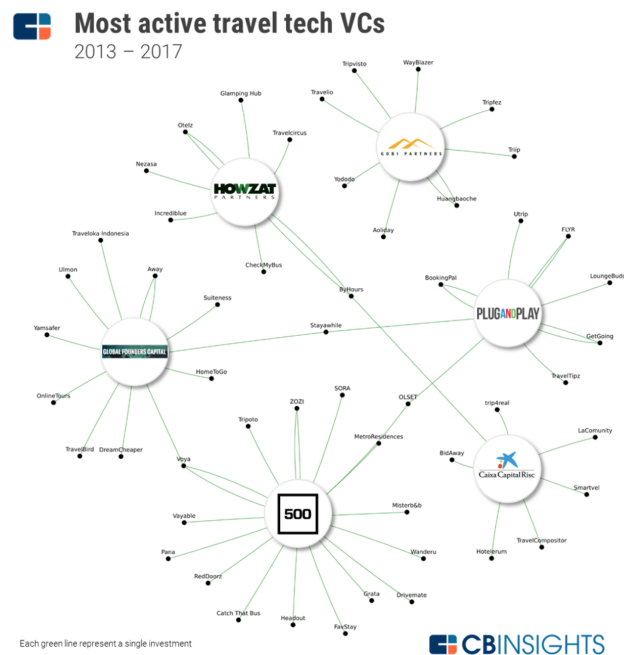 Most active travel tech VCs
2013 – 2017
Tripvisto
WayBlazer
Glamping Hub
Travelio
Tripfez
Otelz
Travelcircus
GOBI PARTNERS
Triip
Nezasa
Yododo
HOWZAT
PARTNERS
Huangbaoche
Incrediblue
Utrip
FLYR
Traveloka Indonesia
Aoliday
CheckMyBus
Ulmon
Away
BookingPal
LoungeBuddy
ByHours
Suiteness
PLUGANDPLAY
Stayawhile
Yamsafer
GetGoing
GLOBAL FOUNDERS CAPITAL
HomeToGo
TravelTipz
SORA
OLSET
OnlineTours
ZOZI
trip4real
Tripoto
LaComunity
MetroResidences
TravelBird
DreamCheaper
BidAway
Voya
CaixaCapitalRisc
Smartvel
500
Misterb&b
Vayable
TravelCompositor
Pana
Wanderu
Hotelerum
RedDoorz
Grata
Drivemate
Catch That Bus
Headout
FavStay
Each green line represent a single investment
CBINSIGHTS